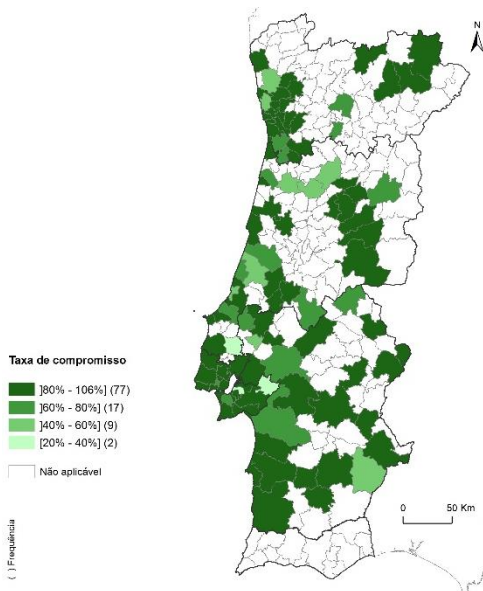 N
Taxa de compromisso
]80% - 106%] (77)
]60% - 80%] (17)
]40% - 60%] (9)
[20% - 40%] (2)
Não aplicável
0 50 Km
( ) Frequência